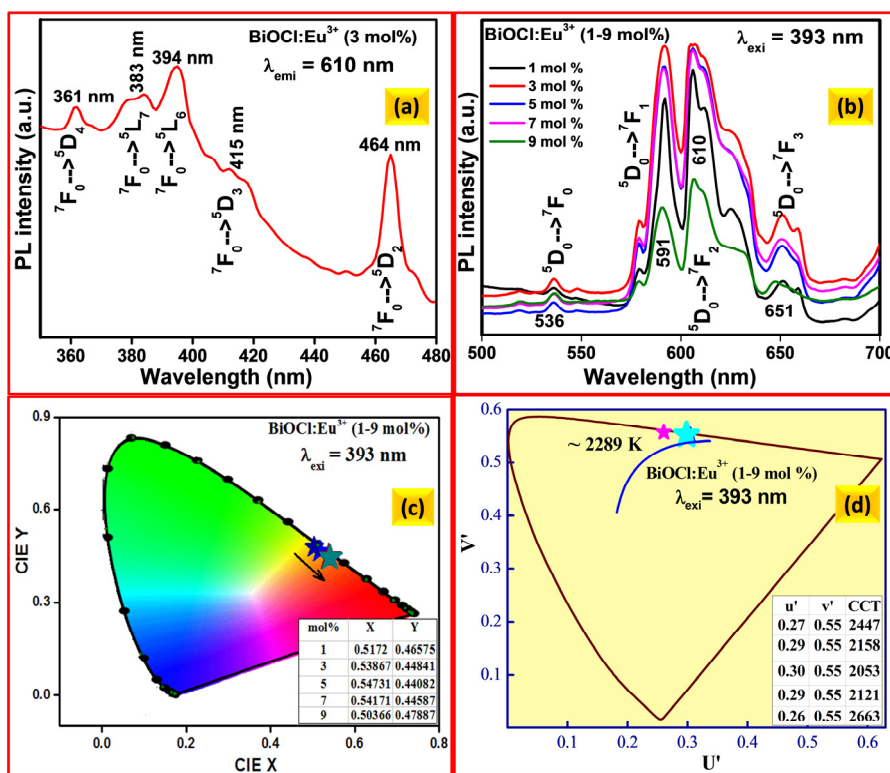 BiOCl:Eu³⁺ (3 mol%)
λemi = 610 nm
(a)
361 nm
383 nm
394 nm
415 nm
464 nm
⁷F₀-->⁵D₄
⁷F₀-->⁵L₇
⁷F₀-->⁵L₆
⁷F₀-->⁵D₃
⁷F₀-->⁵D₂
PL intensity (a.u.)
360 390 420 440 460 480
Wavelength (nm)
BiOCl:Eu³⁺ (1-9 mol%)
λexi = 393 nm
(b)
1 mol %
3 mol %
5 mol %
7 mol %
9 mol %
⁵D₀-->⁷F₀
⁵D₀-->⁷F₁
⁵D₀-->⁷F₂
⁵D₀-->⁷F₃
536
591
610
651
PL intensity (a.u.)
500 550 600 650 700
Wavelength (nm)
BiOCl:Eu³⁺ (1-9 mol%)
λexi = 393 nm
(c)
CIE Y
0.9
0.6
0.3
0.0
mol% X Y
1 0.5172 0.46575
3 0.53867 0.44841
5 0.54731 0.44082
7 0.54171 0.44587
9 0.50366 0.47887
0.0 0.2 0.4 0.6 0.8
CIE X
~ 2289 K
BiOCl:Eu³⁺ (1-9 mol %)
λexi= 393 nm
(d)
V'
0.6
0.5
0.4
0.3
0.2
0.1
u' v' CCT
0.27 0.55 2447
0.29 0.55 2158
0.30 0.55 2053
0.29 0.55 2121
0.26 0.55 2663
0.1 0.2 0.3 0.4 0.5 0.6
U'